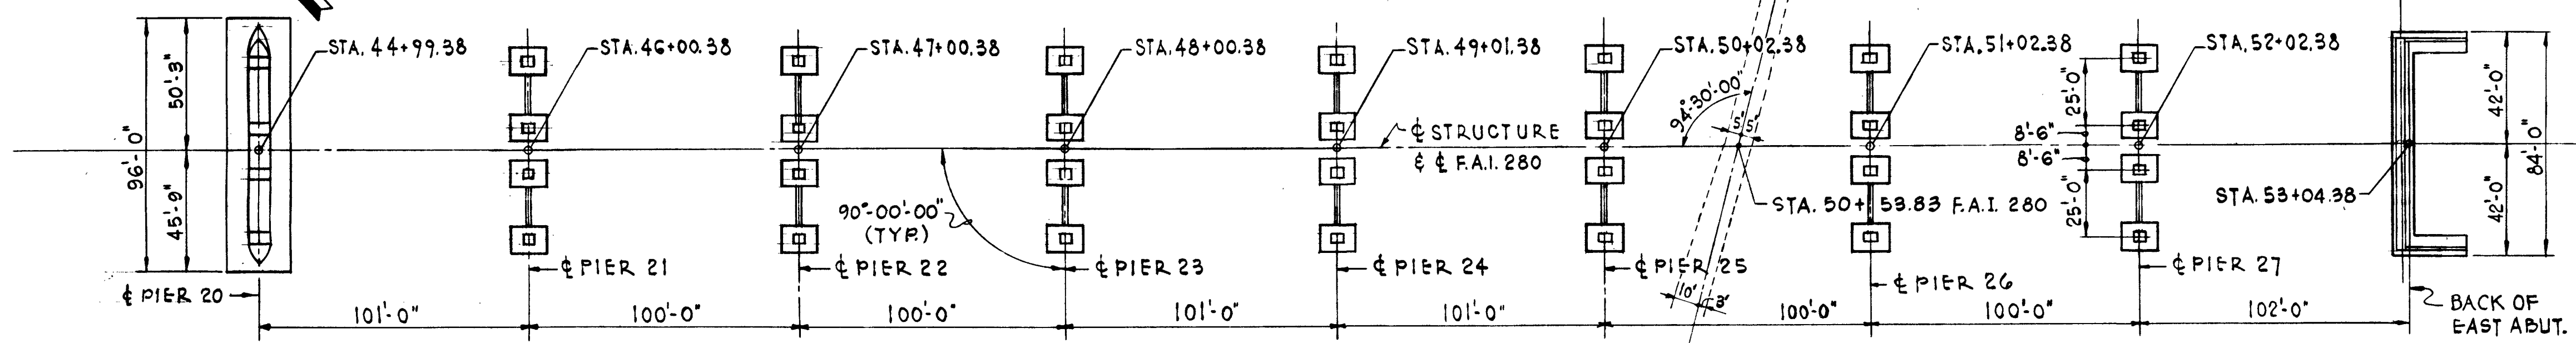 STA. 44+99.38
STA. 46+00.38
STA. 47+00.38
STA. 48+00.38
STA. 49+01.38
STA. 50+02.38
STA. 51+02.38
STA. 52+02.38
50'-3"
96'-0"
45'-9"
94°-30'-00"
5' 5'
25'-0"
8'-6"
8'-6"
25'-0"
42'-0"
84'-0"
42'-0"
℄ STRUCTURE
& ℄ F.A.I. 280
90°-00'-00"
(TYP.)
STA. 50+53.83 F.A.I. 280
STA. 53+04.38
℄ PIER 20
℄ PIER 21
℄ PIER 22
℄ PIER 23
℄ PIER 24
℄ PIER 25
℄ PIER 26
℄ PIER 27
10'
3'
BACK OF
EAST ABUT.
101'-0"
100'-0"
100'-0"
101'-0"
101'-0"
100'-0"
100'-0"
102'-0"